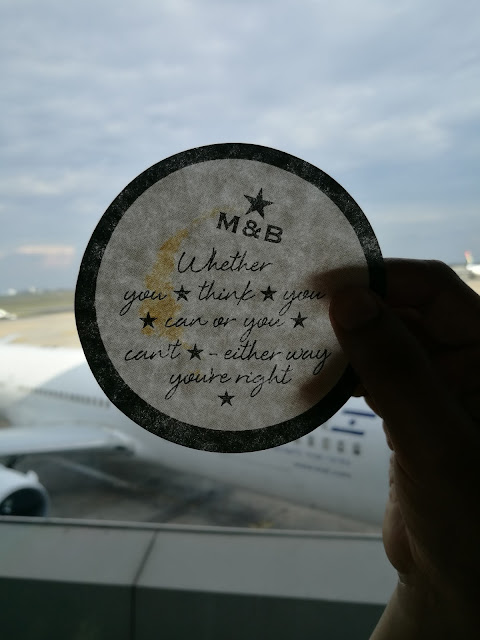 M&B
Whether
you ★ think ★ you
★ can or you ★
can't ★ - either way
you're right